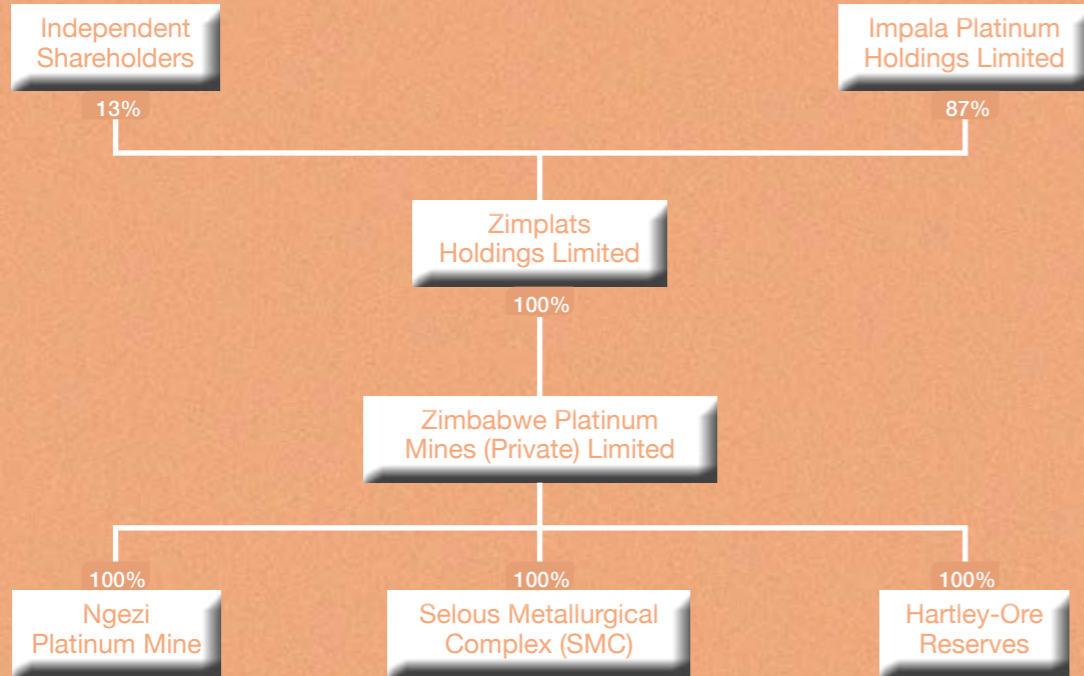 Independent
Shareholders
Impala Platinum
Holdings Limited
13%
87%
Zimplats
Holdings Limited
100%
Zimbabwe Platinum
Mines (Private) Limited
100%
100%
100%
Ngezi
Platinum Mine
Selous Metallurgical
Complex (SMC)
Hartley-Ore
Reserves